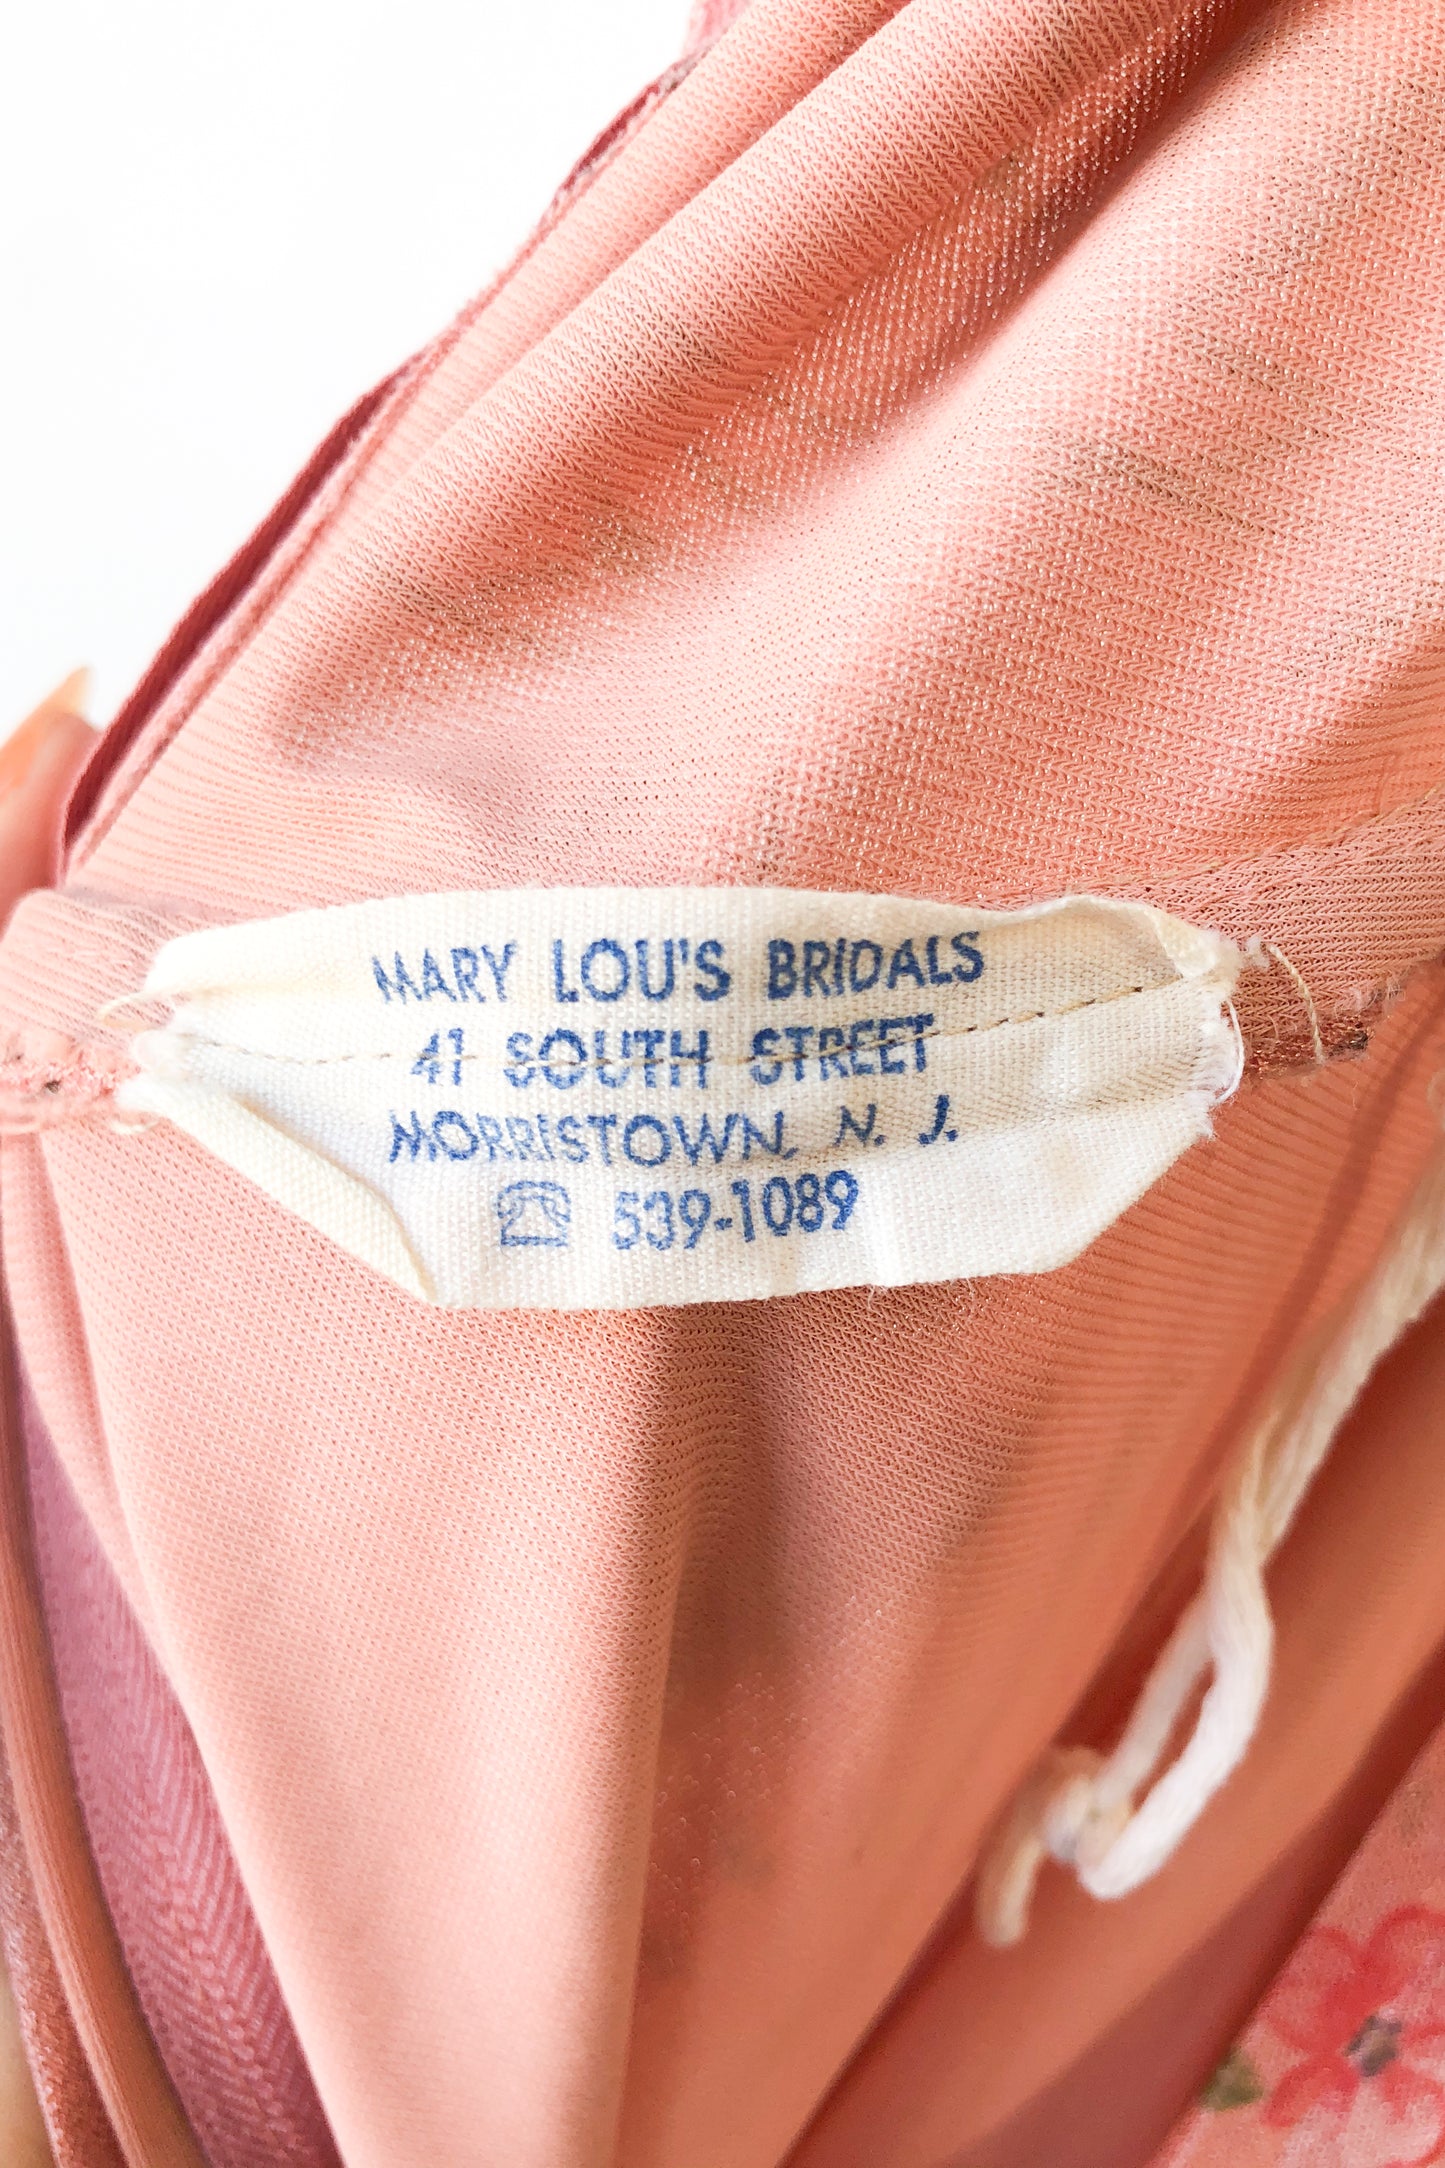 MARY LOU'S BRIDALS
41 SOUTH STREET
MORRISTOWN, N. J.
☎ 539-1089